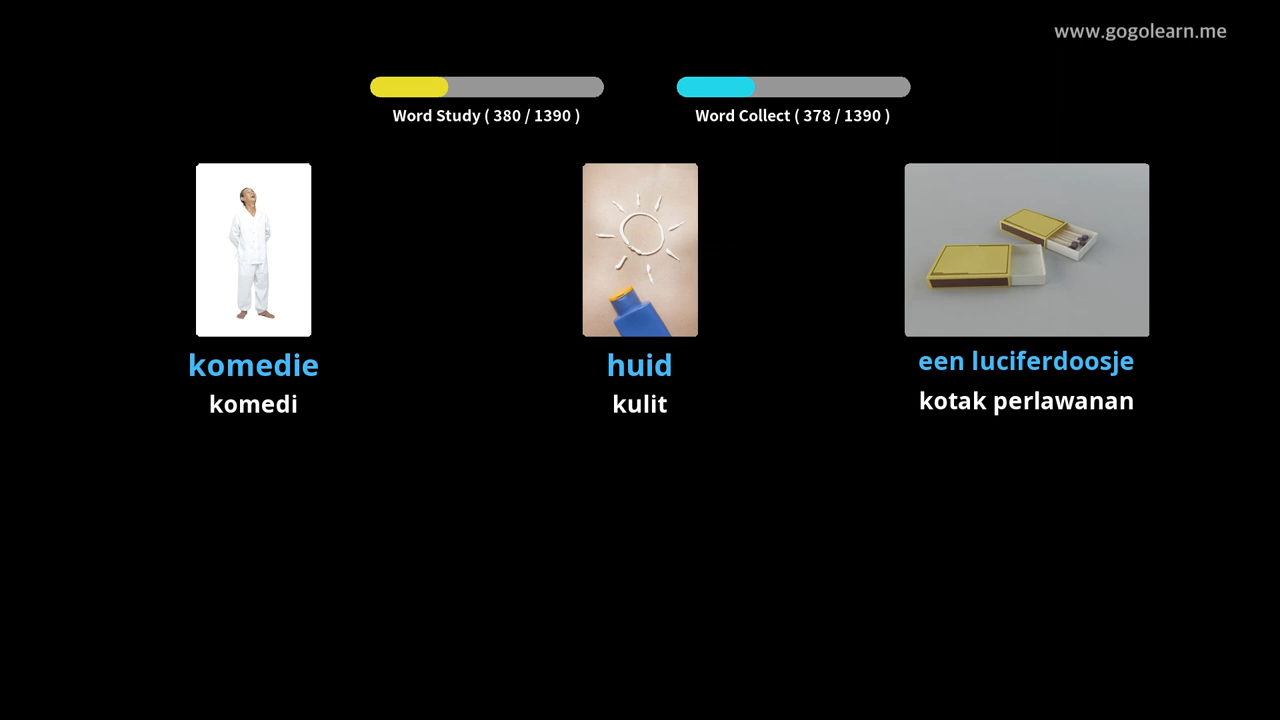 www.gogolearn.me
Word Study ( 380 / 1390 )
Word Collect ( 378 / 1390 )
komedie
komedi
huid
kulit
een luciferdoosje
kotak perlawanan